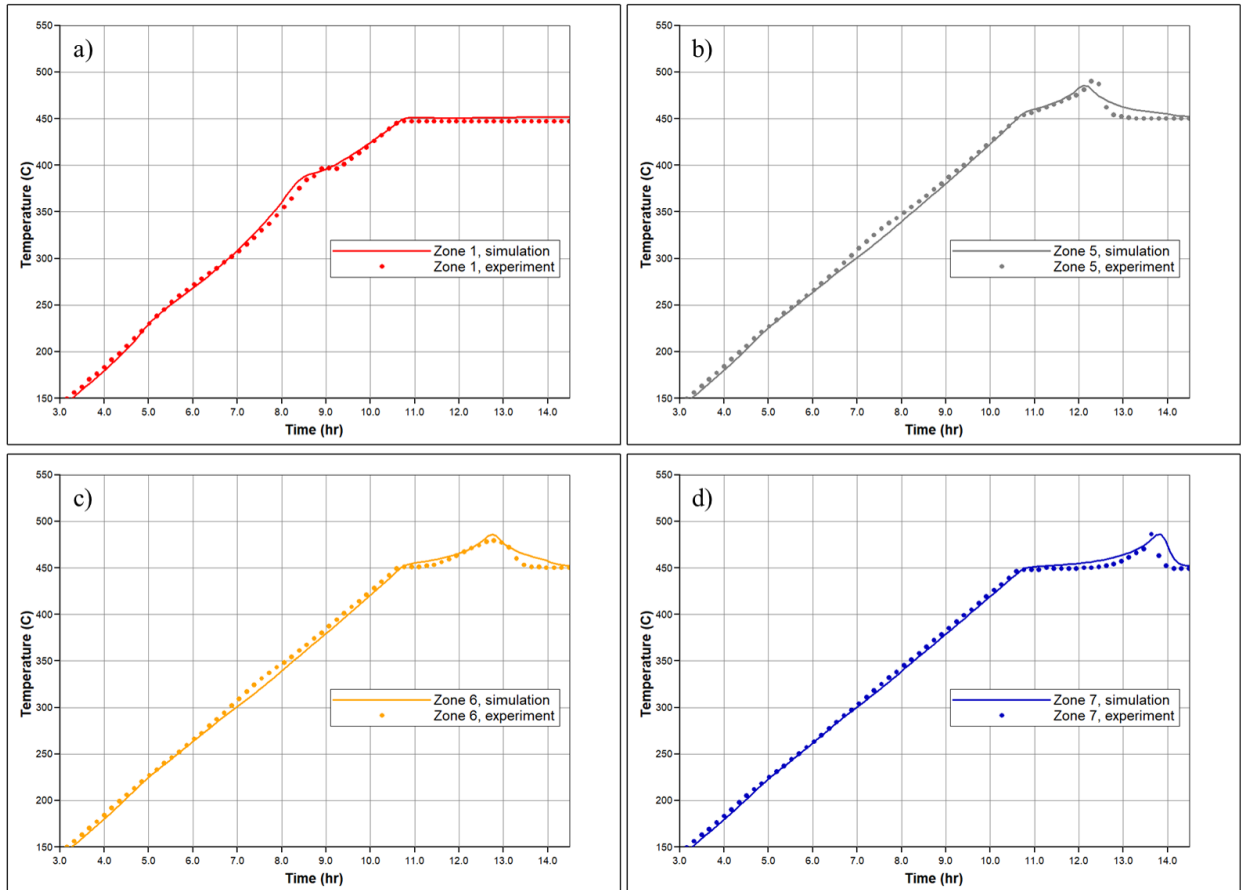 a)
550
500
450
400
350
300
250
200
150
Temperature (C)
Zone 1, simulation
Zone 1, experiment
3.0 4.0 5.0 6.0 7.0 8.0 9.0 10.0 11.0 12.0 13.0 14.0
Time (hr)
b)
550
500
450
400
350
300
250
200
150
Temperature (C)
Zone 5, simulation
Zone 5, experiment
3.0 4.0 5.0 6.0 7.0 8.0 9.0 10.0 11.0 12.0 13.0 14.0
Time (hr)
c)
550
500
450
400
350
300
250
200
150
Temperature (C)
Zone 6, simulation
Zone 6, experiment
3.0 4.0 5.0 6.0 7.0 8.0 9.0 10.0 11.0 12.0 13.0 14.0
Time (hr)
d)
550
500
450
400
350
300
250
200
150
Temperature (C)
Zone 7, simulation
Zone 7, experiment
3.0 4.0 5.0 6.0 7.0 8.0 9.0 10.0 11.0 12.0 13.0 14.0
Time (hr)